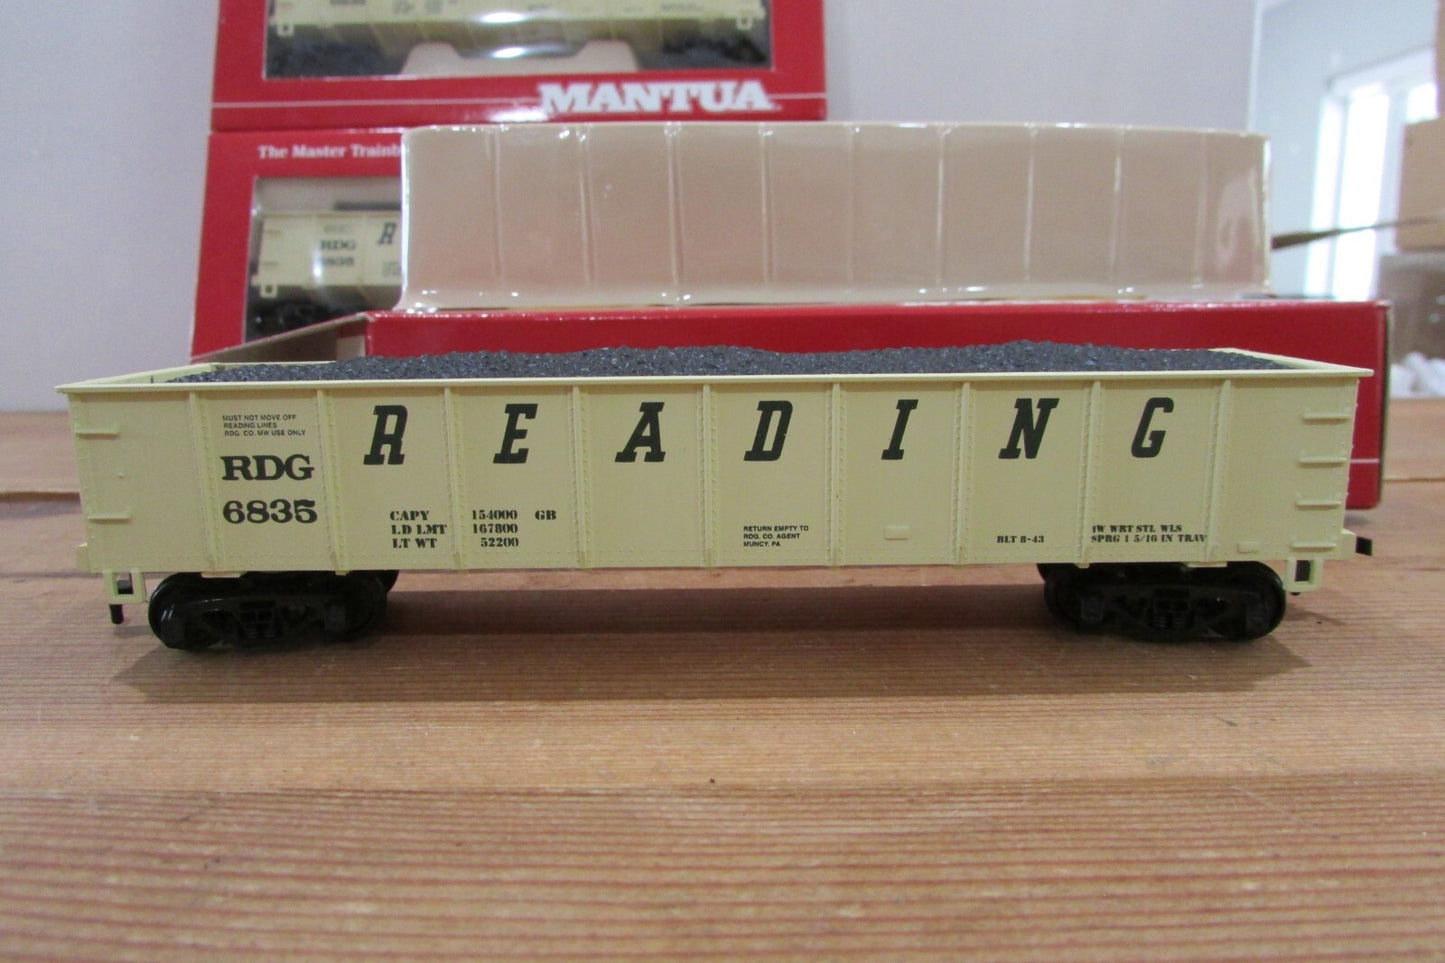 MANTUA
The Master Trainb
RDG R
6835
MUST NOT MOVE OFF
READING LINES
RDG. CO. MW USE ONLY
READING
RDG
6835
CAPY 154000 GB
LD LMT 167800
LT WT 52200
RETURN EMPTY TO
RDG. CO. AGENT
MUNCY, PA
BLT 8-43
1W WRT STL WLS
SPRG 1 5/16 IN TRAV